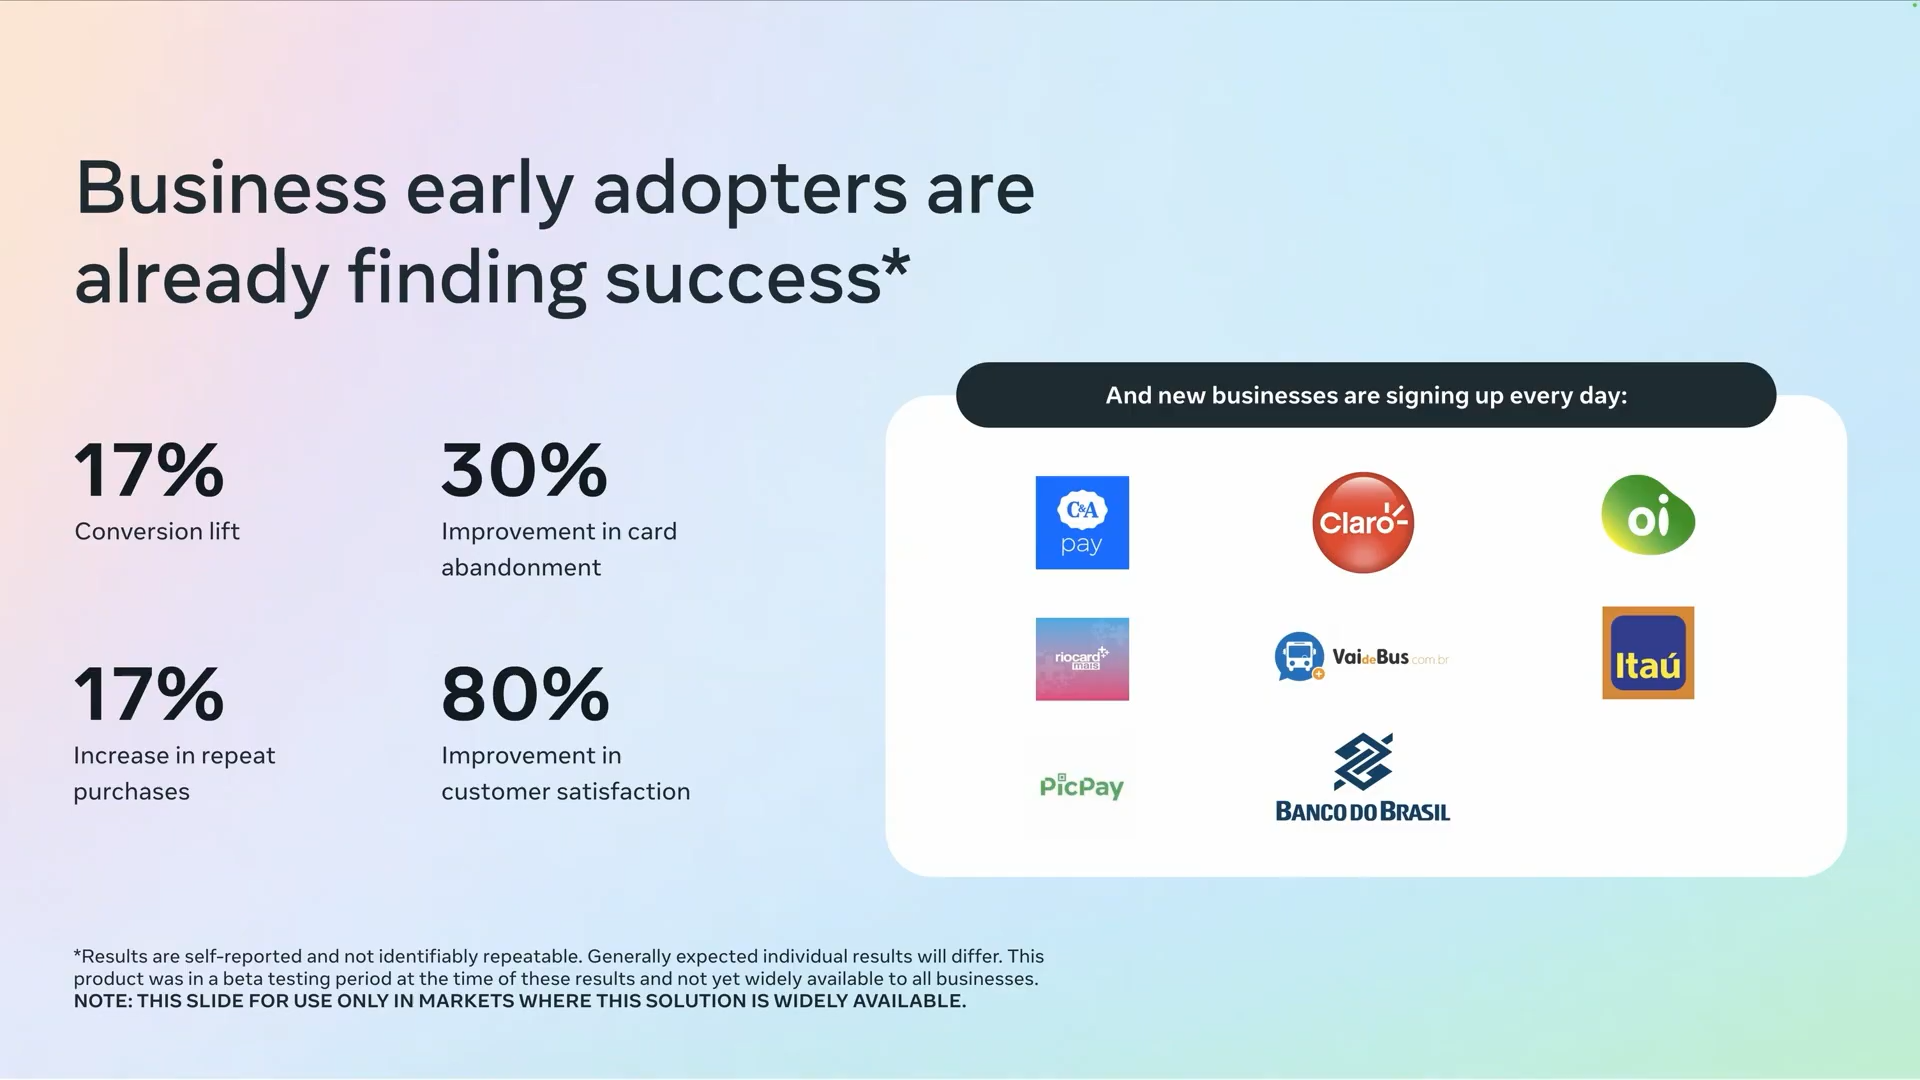 Business early adopters are
already finding success*
17%
Conversion lift
30%
Improvement in card
abandonment
17%
Increase in repeat
purchases
80%
Improvement in
customer satisfaction
And new businesses are signing up every day:
C&A
pay
Claro
oi
riocard
mais
VaideBus.com.br
Itaú
PicPay
BANCO DO BRASIL
*Results are self-reported and not identifiably repeatable. Generally expected individual results will differ. This
product was in a beta testing period at the time of these results and not yet widely available to all businesses.
NOTE: THIS SLIDE FOR USE ONLY IN MARKETS WHERE THIS SOLUTION IS WIDELY AVAILABLE.